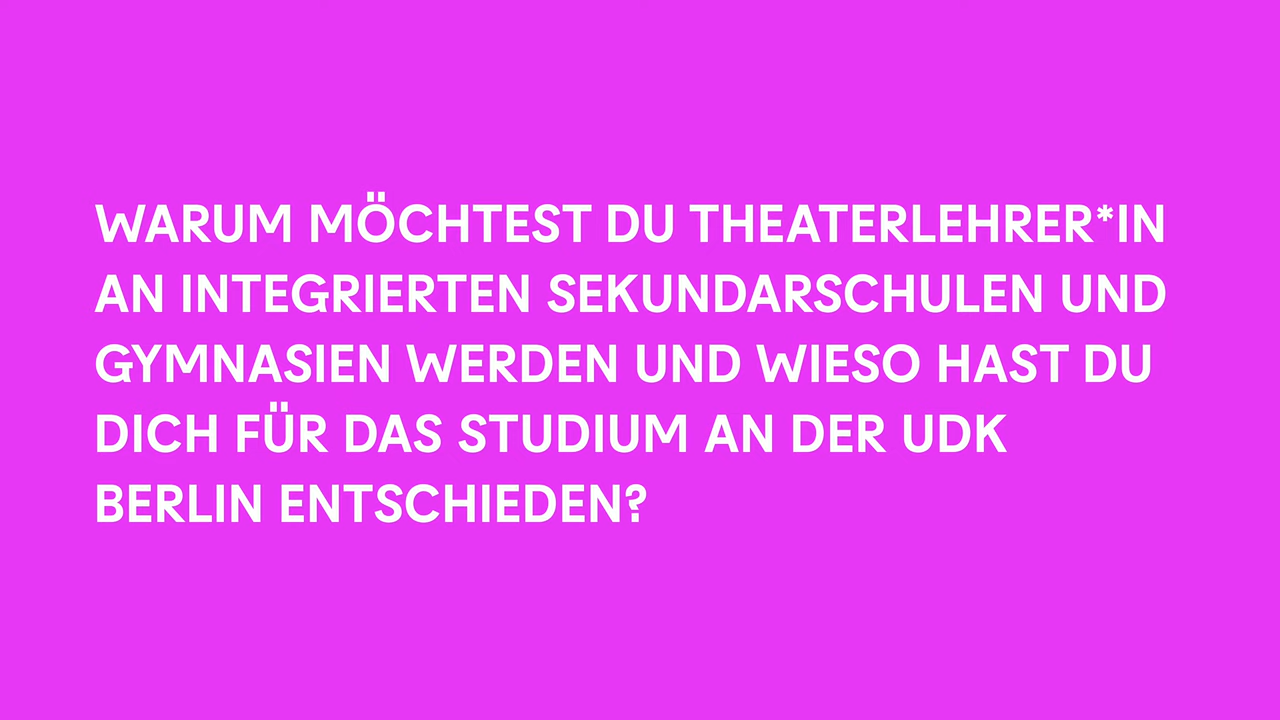 WARUM MÖCHTEST DU THEATERLEHRER*IN
AN INTEGRIERTEN SEKUNDARSCHULEN UND
GYMNASIEN WERDEN UND WIESO HAST DU
DICH FÜR DAS STUDIUM AN DER UDK
BERLIN ENTSCHIEDEN?